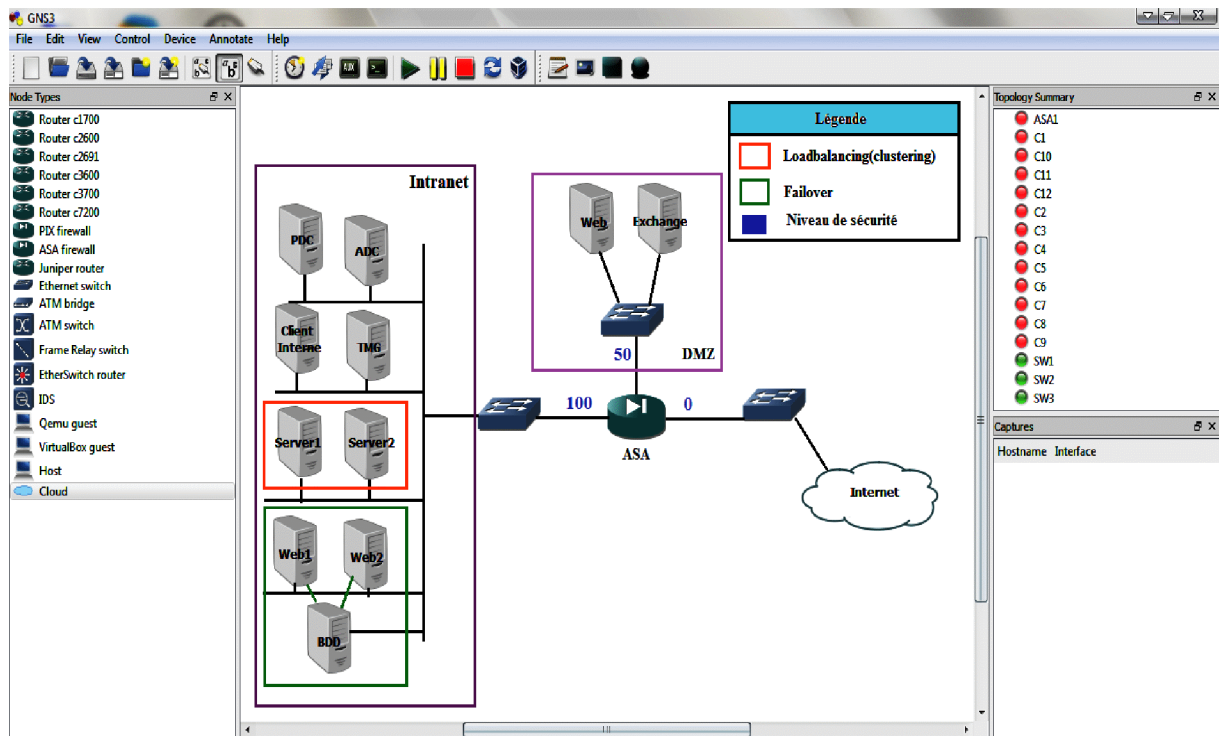 GNS3
File Edit View Control Device Annotate Help
Node Types
Router c1700
Router c2600
Router c2691
Router c3600
Router c3700
Router c7200
PIX firewall
ASA firewall
Juniper router
Ethernet switch
ATM bridge
ATM switch
Frame Relay switch
EtherSwitch router
IDS
Qemu guest
VirtualBox guest
Host
Cloud
Intranet
PDC
ADC
Client
Interne
TMG
Server1
Server2
Web1
Web2
BDD
Web
Exchange
50
DMZ
100
0
ASA
Internet
Légende
Loadbalancing(clustering)
Failover
Niveau de sécurité
Topology Summary
ASA1
C1
C10
C11
C12
C2
C3
C4
C5
C6
C7
C8
C9
SW1
SW2
SW3
Captures
Hostname Interface